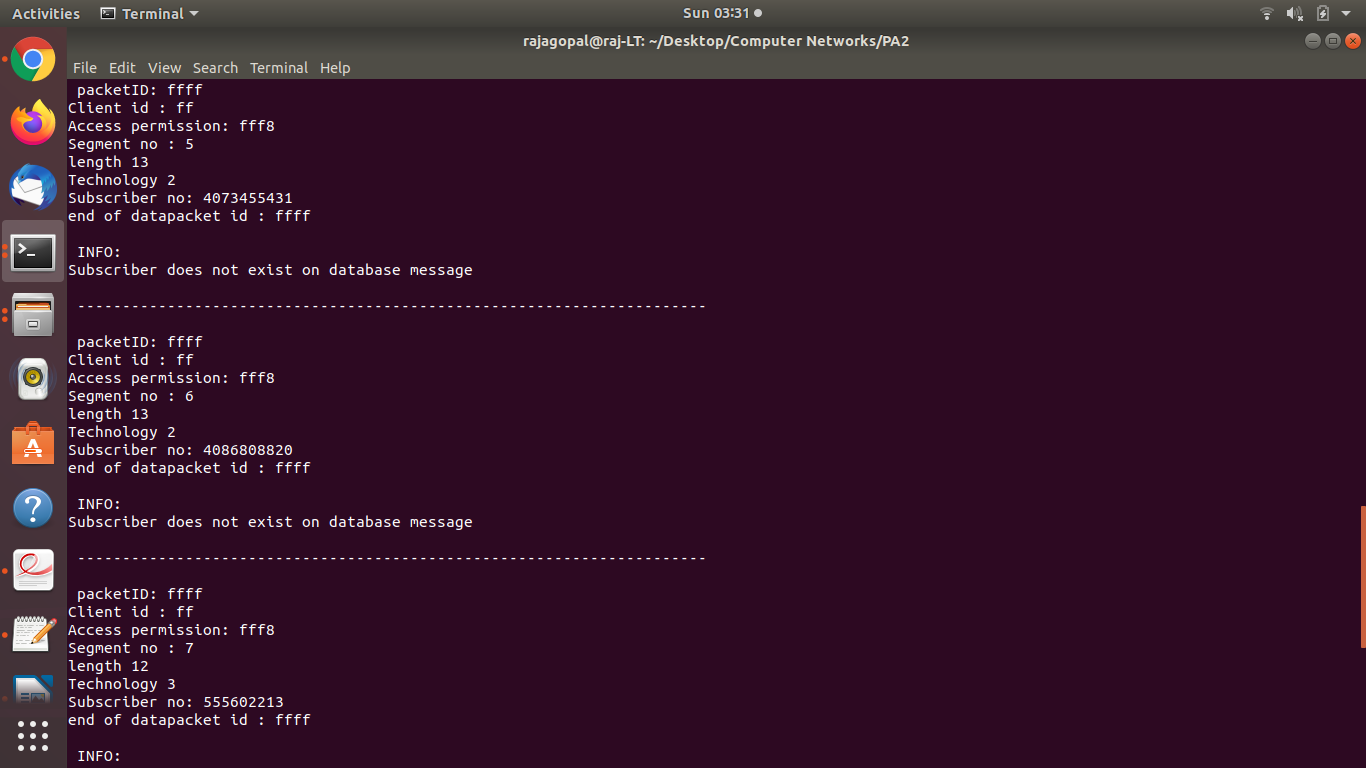 Activities Terminal Sun 03:31
rajagopal@raj-LT: ~/Desktop/Computer Networks/PA2
File Edit View Search Terminal Help
packetID: ffff
Client id : ff
Access permission: fff8
Segment no : 5
length 13
Technology 2
Subscriber no: 4073455431
end of datapacket id : ffff
INFO:
Subscriber does not exist on database message
----------------------------------------------------------------------
packetID: ffff
Client id : ff
Access permission: fff8
Segment no : 6
length 13
Technology 2
Subscriber no: 4086808820
end of datapacket id : ffff
INFO:
Subscriber does not exist on database message
----------------------------------------------------------------------
packetID: ffff
Client id : ff
Access permission: fff8
Segment no : 7
length 12
Technology 3
Subscriber no: 555602213
end of datapacket id : ffff
INFO: